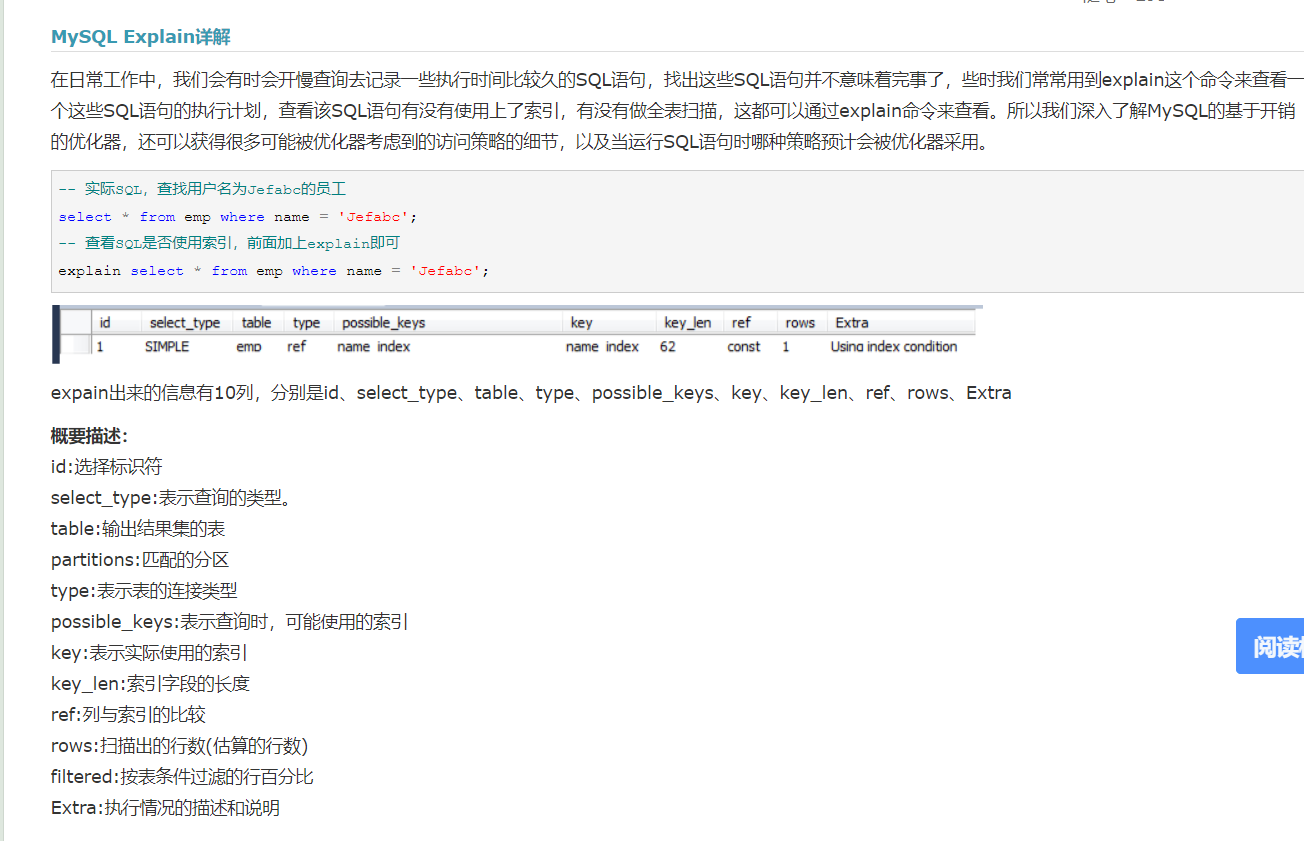 MySQL Explain详解
在日常工作中，我们会有时会开慢查询去记录一些执行时间比较久的SQL语句，找出这些SQL语句并不意味着完事了，些时我们常常用到explain这个命令来查看一
个这些SQL语句的执行计划，查看该SQL语句有没有使用上了索引，有没有做全表扫描，这都可以通过explain命令来查看。所以我们深入了解MySQL的基于开销
的优化器，还可以获得很多可能被优化器考虑到的访问策略的细节，以及当运行SQL语句时哪种策略预计会被优化器采用。
-- 实际SQL，查找用户名为Jefabc的员工
select * from emp where name = 'Jefabc';
-- 查看SQL是否使用索引，前面加上explain即可
explain select * from emp where name = 'Jefabc';
id select_type table type possible_keys key key_len ref rows Extra
1 SIMPLE emp ref name_index name_index 62 const 1 Using index condition
expain出来的信息有10列，分别是id、select_type、table、type、possible_keys、key、key_len、ref、rows、Extra
概要描述：
id:选择标识符
select_type:表示查询的类型。
table:输出结果集的表
partitions:匹配的分区
type:表示表的连接类型
possible_keys:表示查询时，可能使用的索引
key:表示实际使用的索引
key_len:索引字段的长度
ref:列与索引的比较
rows:扫描出的行数(估算的行数)
filtered:按表条件过滤的行百分比
Extra:执行情况的描述和说明
阅读